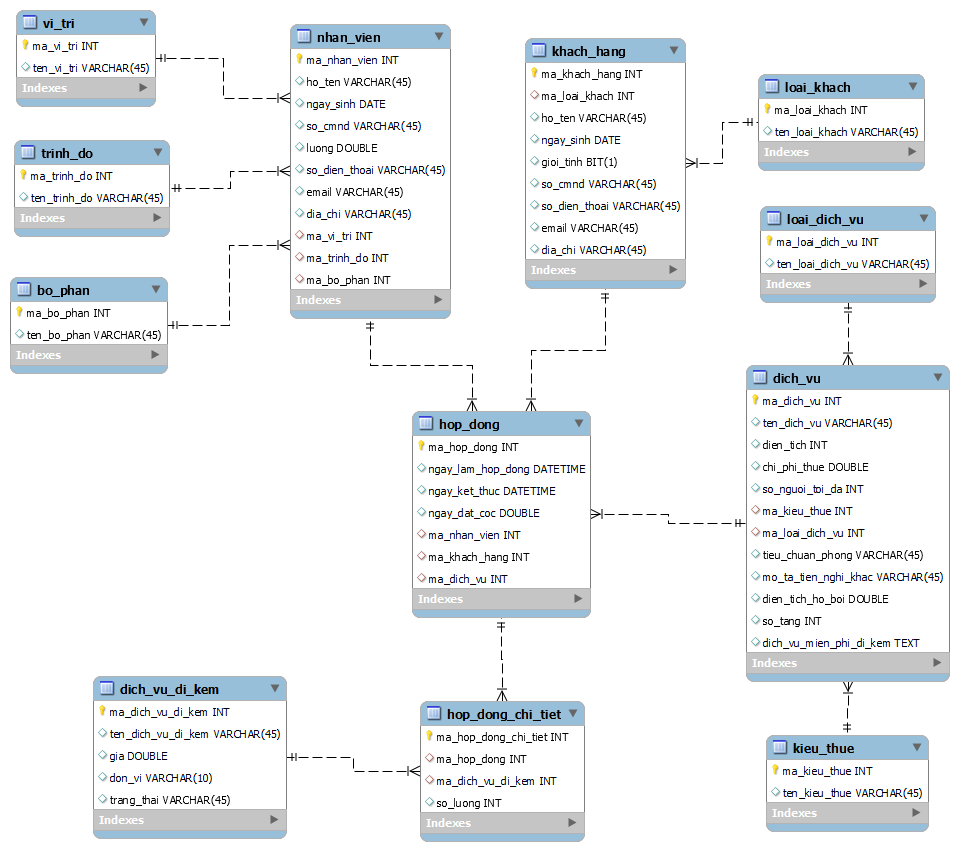 vi_tri
ma_vi_tri INT
ten_vi_tri VARCHAR(45)
Indexes
trinh_do
ma_trinh_do INT
ten_trinh_do VARCHAR(45)
Indexes
bo_phan
ma_bo_phan INT
ten_bo_phan VARCHAR(45)
Indexes
nhan_vien
ma_nhan_vien INT
ho_ten VARCHAR(45)
ngay_sinh DATE
so_cmnd VARCHAR(45)
luong DOUBLE
so_dien_thoai VARCHAR(45)
email VARCHAR(45)
dia_chi VARCHAR(45)
ma_vi_tri INT
ma_trinh_do INT
ma_bo_phan INT
Indexes
khach_hang
ma_khach_hang INT
ma_loai_khach INT
ho_ten VARCHAR(45)
ngay_sinh DATE
gioi_tinh BIT(1)
so_cmnd VARCHAR(45)
so_dien_thoai VARCHAR(45)
email VARCHAR(45)
dia_chi VARCHAR(45)
Indexes
loai_khach
ma_loai_khach INT
ten_loai_khach VARCHAR(45)
Indexes
loai_dich_vu
ma_loai_dich_vu INT
ten_loai_dich_vu VARCHAR(45)
Indexes
dich_vu
ma_dich_vu INT
ten_dich_vu VARCHAR(45)
dien_tich INT
chi_phi_thue DOUBLE
so_nguoi_toi_da INT
ma_kieu_thue INT
ma_loai_dich_vu INT
tieu_chuan_phong VARCHAR(45)
mo_ta_tien_nghi_khac VARCHAR(45)
dien_tich_ho_boi DOUBLE
so_tang INT
dich_vu_mien_phi_di_kem TEXT
Indexes
hop_dong
ma_hop_dong INT
ngay_lam_hop_dong DATETIME
ngay_ket_thuc DATETIME
ngay_dat_coc DOUBLE
ma_nhan_vien INT
ma_khach_hang INT
ma_dich_vu INT
Indexes
dich_vu_di_kem
ma_dich_vu_di_kem INT
ten_dich_vu_di_kem VARCHAR(45)
gia DOUBLE
don_vi VARCHAR(10)
trang_thai VARCHAR(45)
Indexes
hop_dong_chi_tiet
ma_hop_dong_chi_tiet INT
ma_hop_dong INT
ma_dich_vu_di_kem INT
so_luong INT
Indexes
kieu_thue
ma_kieu_thue INT
ten_kieu_thue VARCHAR(45)
Indexes